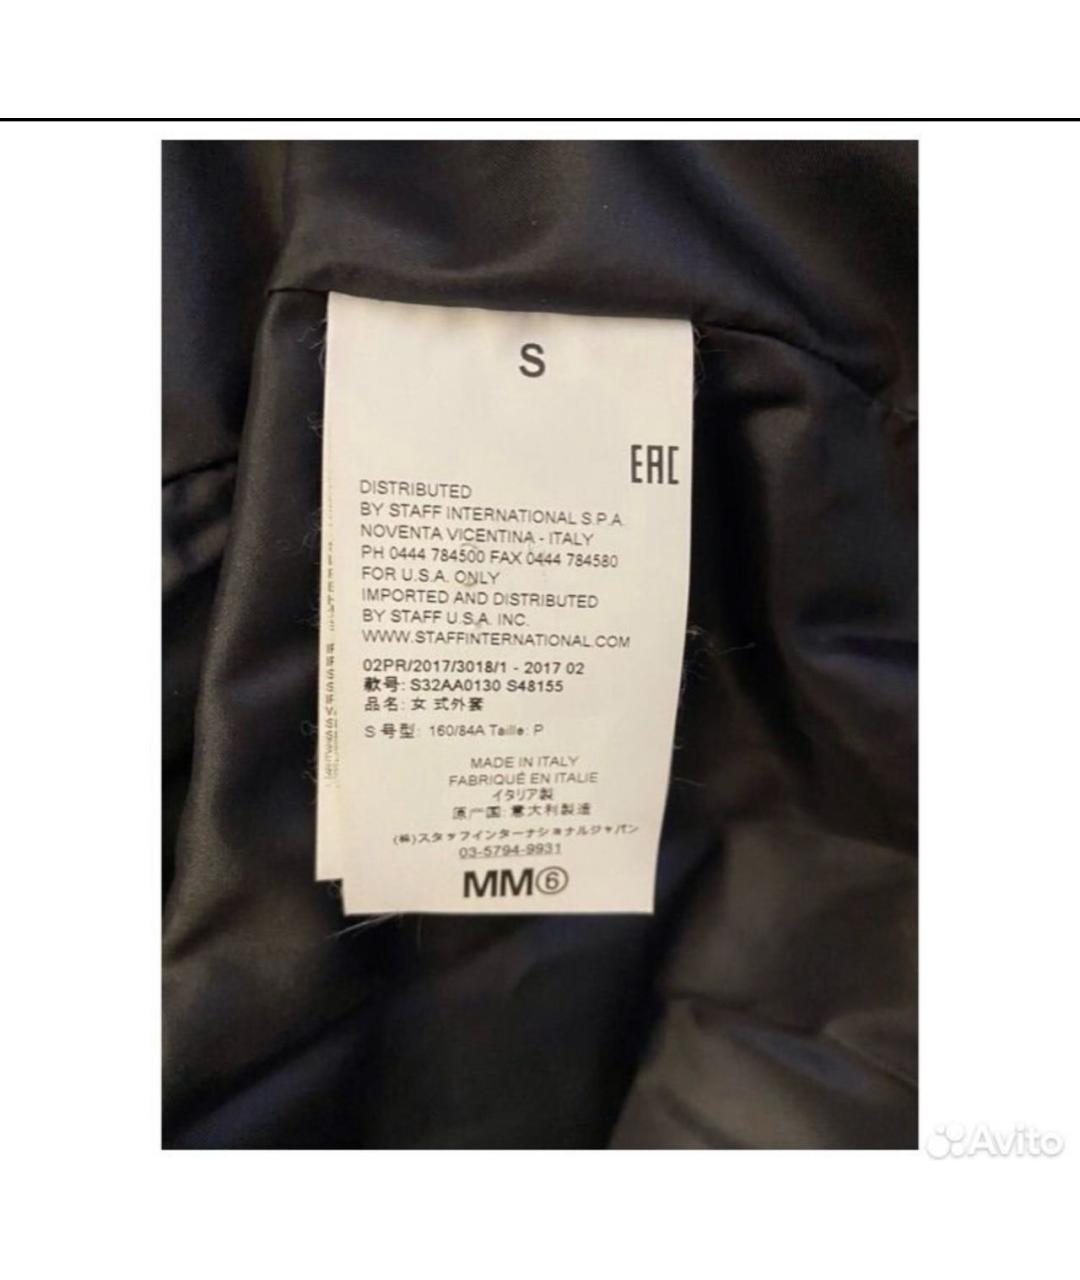 S
EAC
DISTRIBUTED
BY STAFF INTERNATIONAL S.P.A.
NOVENTA VICENTINA - ITALY
PH 0444 784500 FAX 0444 784580
FOR U.S.A. ONLY
IMPORTED AND DISTRIBUTED
BY STAFF U.S.A. INC.
WWW.STAFFINTERNATIONAL.COM
02PR/2017/3018/1 - 2017 02
款号: S32AA0130 S48155
品名: 女 式外套
S 号型: 160/84A Taille: P
MADE IN ITALY
FABRIQUÉ EN ITALIE
イタリア製
原产国: 意大利製造
(株)スタッフインターナショナルジャパン
03-5794-9931
MM⑥
Avito